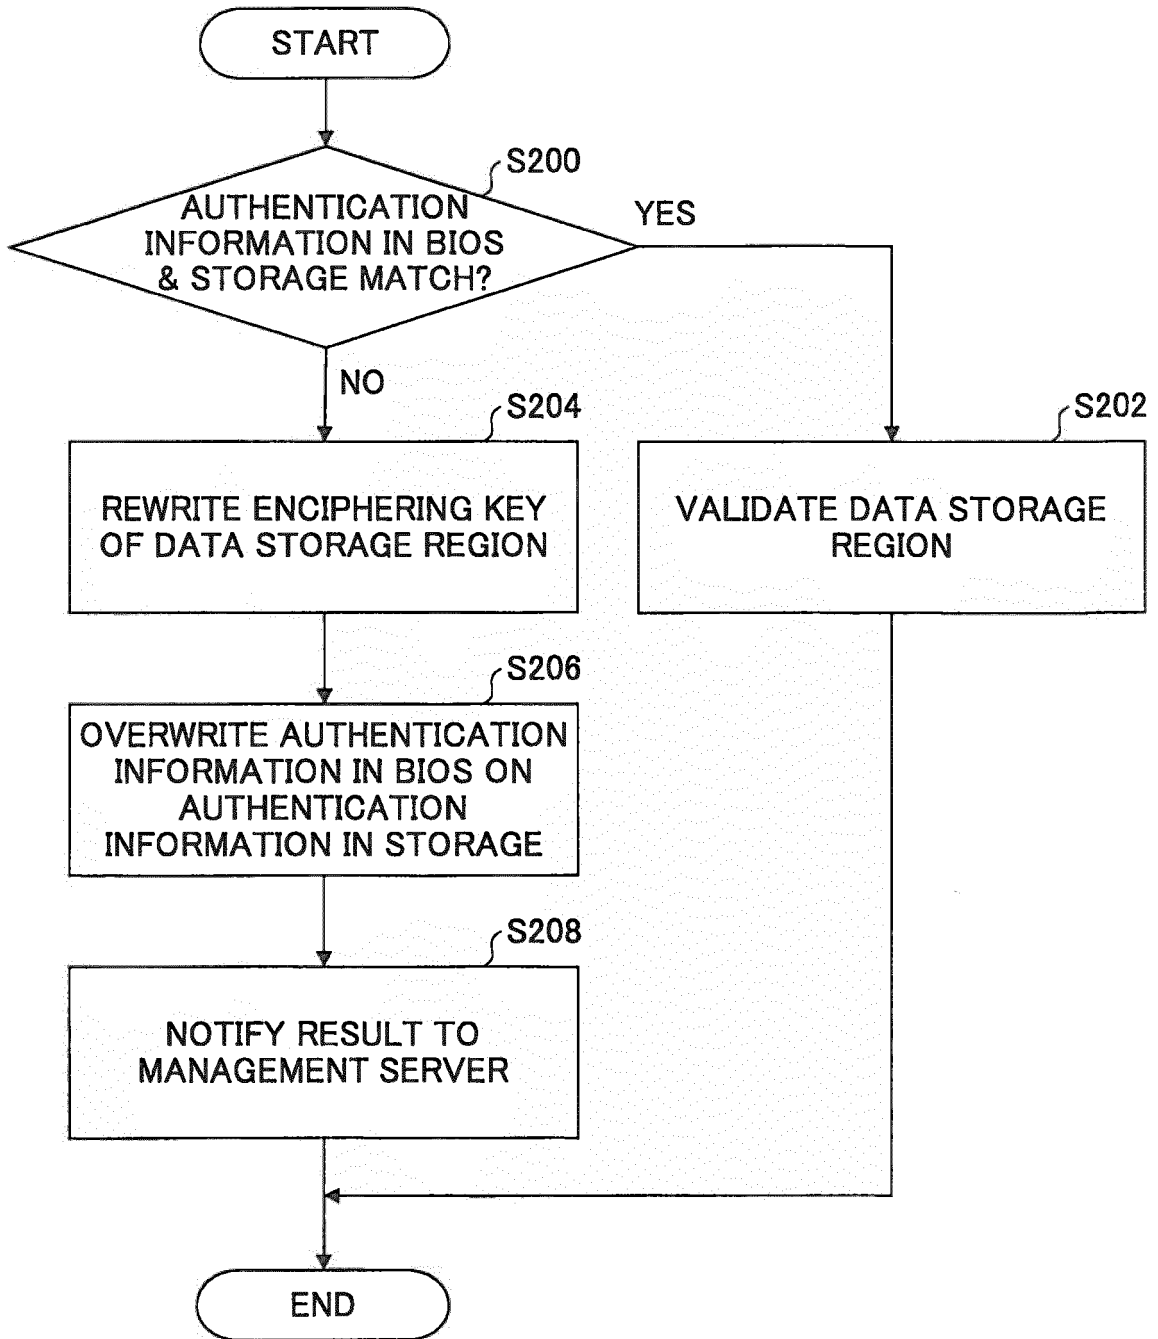 START
S200
AUTHENTICATION
INFORMATION IN BIOS
& STORAGE MATCH?
YES
NO
S204
REWRITE ENCIPHERING KEY
OF DATA STORAGE REGION
S202
VALIDATE DATA STORAGE
REGION
S206
OVERWRITE AUTHENTICATION
INFORMATION IN BIOS ON
AUTHENTICATION
INFORMATION IN STORAGE
S208
NOTIFY RESULT TO
MANAGEMENT SERVER
END